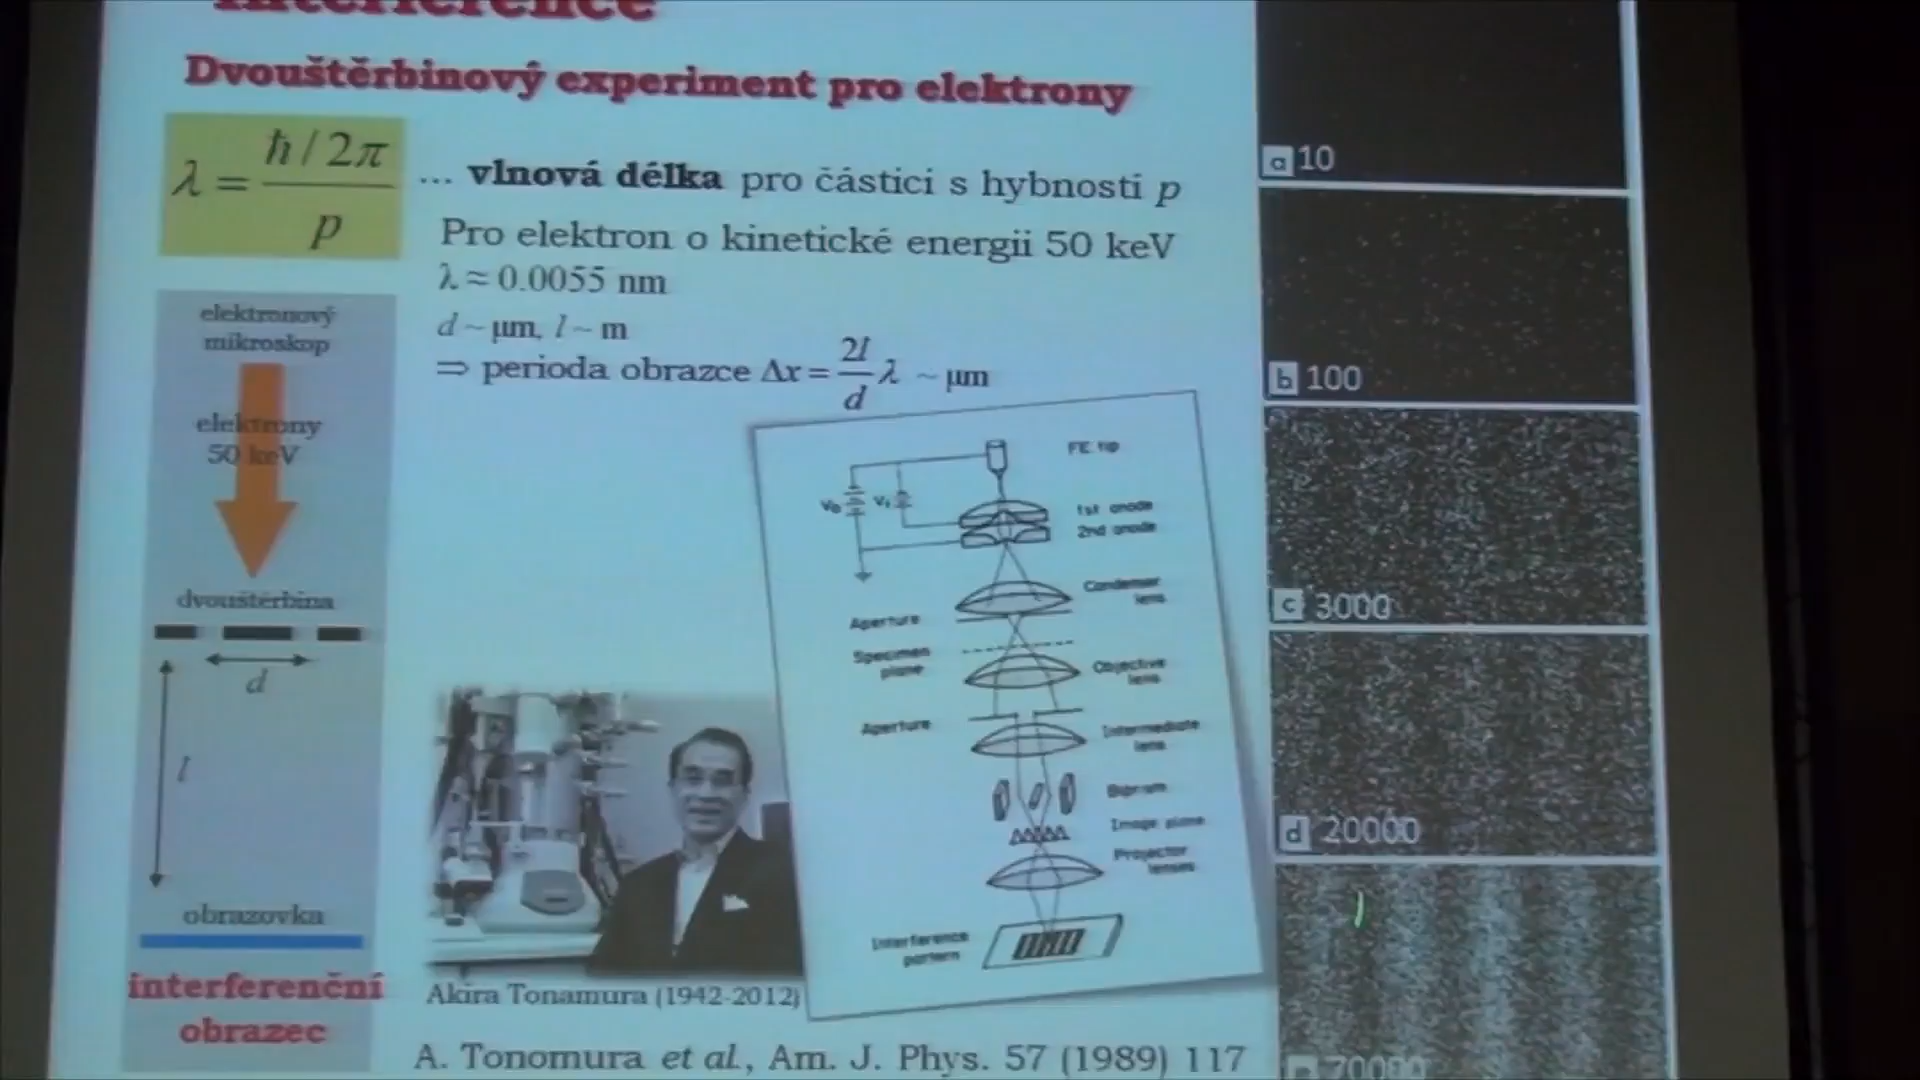 interference
Dvouštěrbinový experiment pro elektrony
λ = ħ / 2π / p
... vlnová délka pro částici s hybností p
Pro elektron o kinetické energii 50 keV
λ ≈ 0.0055 nm
d ~ μm, l ~ m
⇒ perioda obrazce Δx = 2l/d λ ~ μm
elektronový
mikroskop
elektrony
50 keV
dvouštěrbina
d
l
obrazovka
interferenční
obrazec
FE tip
V₀ V₁
1st anode
2nd anode
Condenser
lens
Aperture
Specimen
plane
Objective
lens
Aperture
Intermediate
lens
Biprism
Image plane
Projector
lenses
Interference
pattern
Akira Tonamura (1942-2012)
A. Tonomura et al., Am. J. Phys. 57 (1989) 117
a 10
b 100
c 3000
d 20000
70000